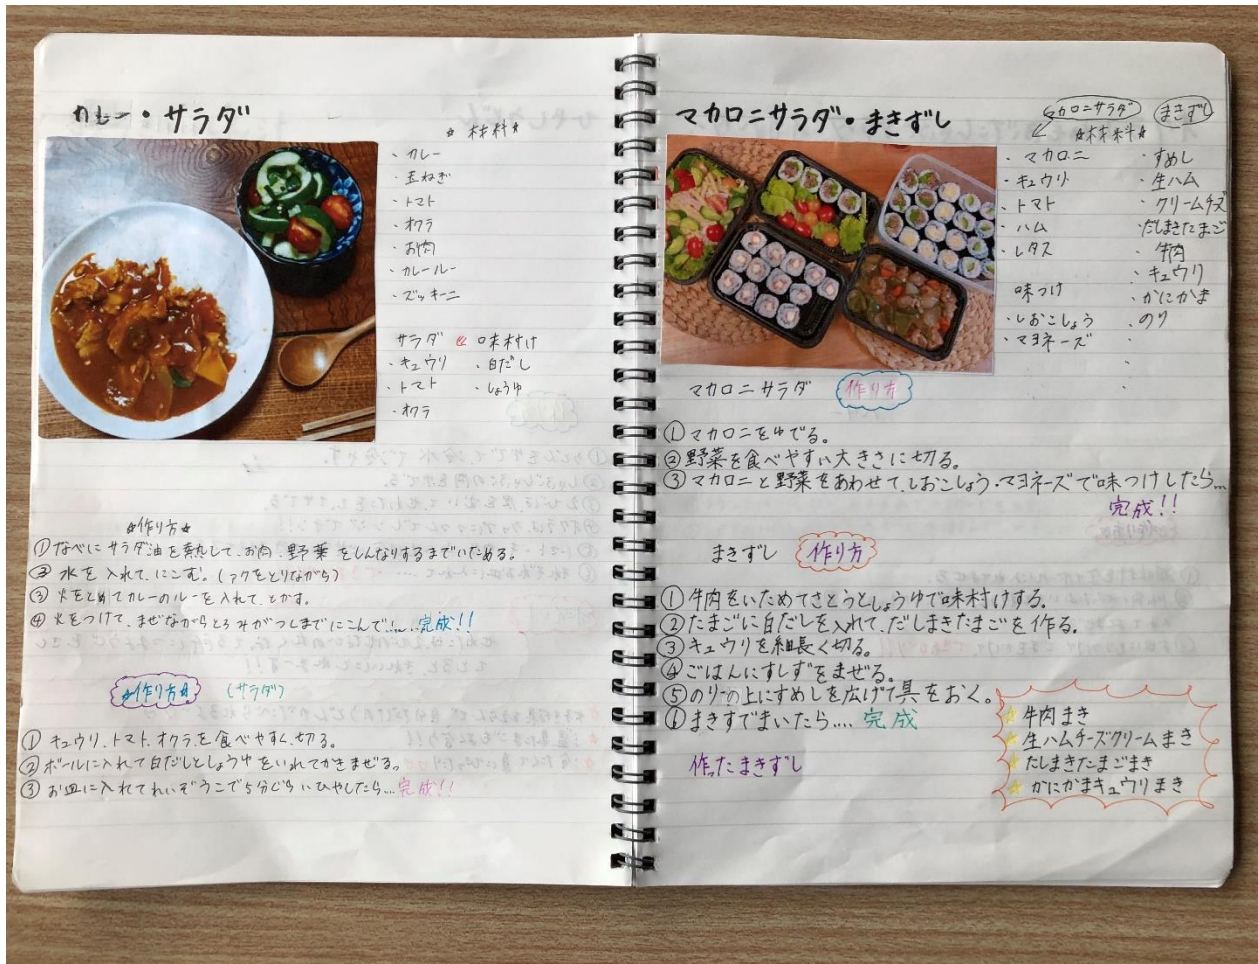 カレー・サラダ
☆材料☆
・カレー
・玉ねぎ
・トマト
・オクラ
・お肉
・カレールー
・ズッキーニ
サラダ 味付け
・キュウリ ・白だし
・トマト ・しょうゆ
・オクラ
☆作り方☆
①なべにサラダ油を熱して、お肉、野菜をしんなりするまでいためる。
②水を入れて、にこむ。(アクをとりながら)
③火をとめてカレーのルーを入れて、とかす。
④火をつけて、まぜながらとろみがつしまでにこんで!...完成!!
☆作り方☆ (サラダ)
①キュウリ、トマト、オクラを食べやすく、切る。
②ボールに入れて白だしとしょうゆをいれてかきまぜる。
③お皿に入れてれいぞうこで5分ぐらいひやしたら...完成!!
マカロニサラダ・まきずし
マカロニサラダ まきずし
☆材料☆
・マカロニ ・すめし
・キュウリ ・生ハム
・トマト ・クリームチーズ
・ハム ・だしまきたまご
・レタス ・牛肉
・キュウリ
味つけ ・かにかま
・しおこしょう ・のり
・マヨネーズ
マカロニサラダ 作り方
①マカロニをゆでる。
②野菜を食べやすい大きさに切る。
③マカロニと野菜をあわせて、しおこしょう・マヨネーズで味つけしたら...
完成!!
まきずし 作り方
①牛肉をいためてさとうとしょうゆで味付けする。
②たまごに白だしを入れて、だしまきたまごを作る。
③キュウリを細長く切る。
④ごはんにすしずをまぜる。
⑤のりの上にすめしを広げて具をおく。
⑥まきすでまいたら....完成
作ったまきずし
☆牛肉まき
☆生ハムチーズクリームまき
☆だしまきたまごまき
☆かにかまキュウリまき